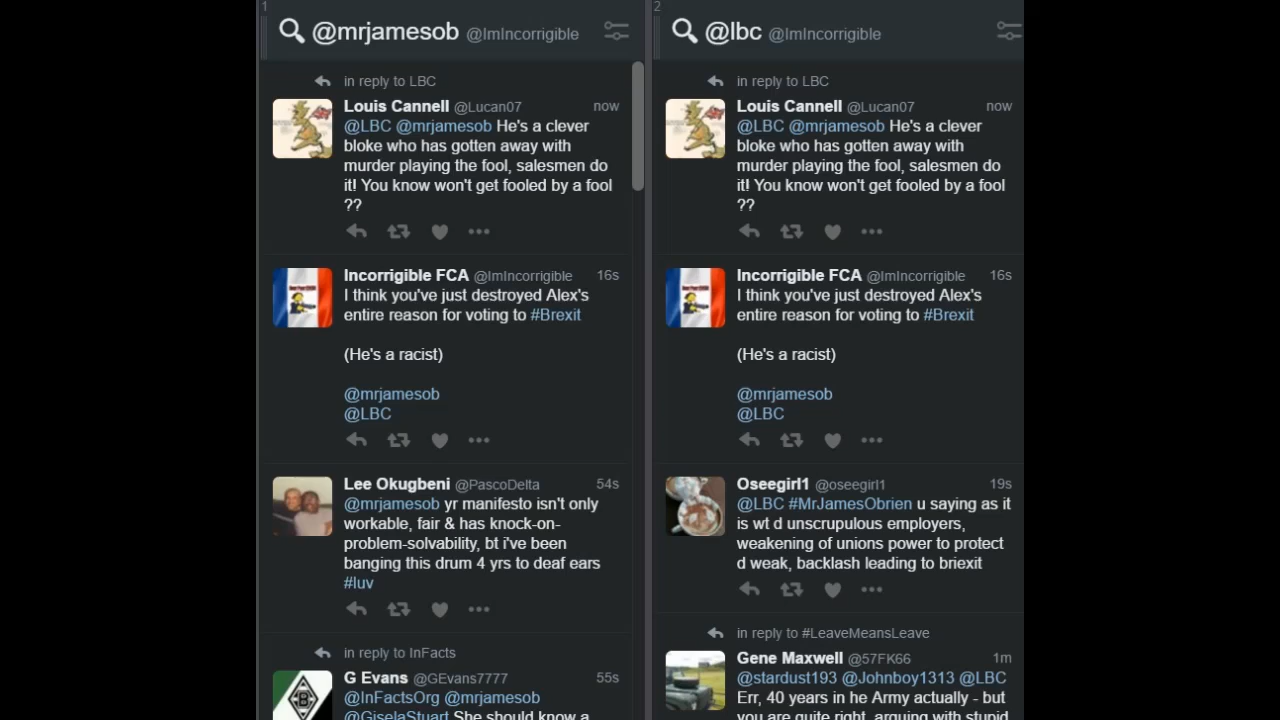 1
@mrjamesob @ImIncorrigible
in reply to LBC
Louis Cannell @Lucan07 now
@LBC @mrjamesob He's a clever
bloke who has gotten away with
murder playing the fool, salesmen do
it! You know won't get fooled by a fool
??
Incorrigible FCA @ImIncorrigible 16s
I think you've just destroyed Alex's
entire reason for voting to #Brexit
(He's a racist)
@mrjamesob
@LBC
Lee Okugbeni @PascoDelta 54s
@mrjamesob yr manifesto isn't only
workable, fair & has knock-on-
problem-solvability, bt i've been
banging this drum 4 yrs to deaf ears
#luv
in reply to InFacts
G Evans @GEvans7777 55s
@InFactsOrg @mrjamesob
@GiselaStuart She should know a
2
@lbc @ImIncorrigible
in reply to LBC
Louis Cannell @Lucan07 now
@LBC @mrjamesob He's a clever
bloke who has gotten away with
murder playing the fool, salesmen do
it! You know won't get fooled by a fool
??
Incorrigible FCA @ImIncorrigible 16s
I think you've just destroyed Alex's
entire reason for voting to #Brexit
(He's a racist)
@mrjamesob
@LBC
Oseegirl1 @oseegirl1 19s
@LBC #MrJamesObrien u saying as it
is wt d unscrupulous employers,
weakening of unions power to protect
d weak, backlash leading to briexit
in reply to #LeaveMeansLeave
Gene Maxwell @57FK66 1m
@stardust193 @Johnboy1313 @LBC
Err, 40 years in he Army actually - but
you are quite right, arguing with stupid